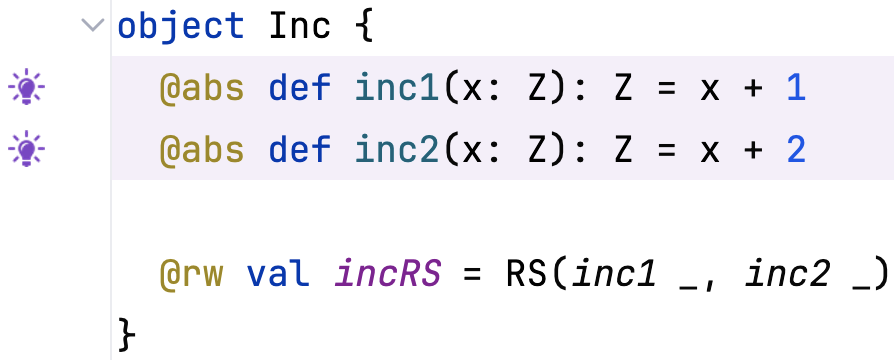 object Inc {
  @abs def inc1(x: Z): Z = x + 1
  @abs def inc2(x: Z): Z = x + 2
  @rw val incRS = RS(inc1 _, inc2 _)
}